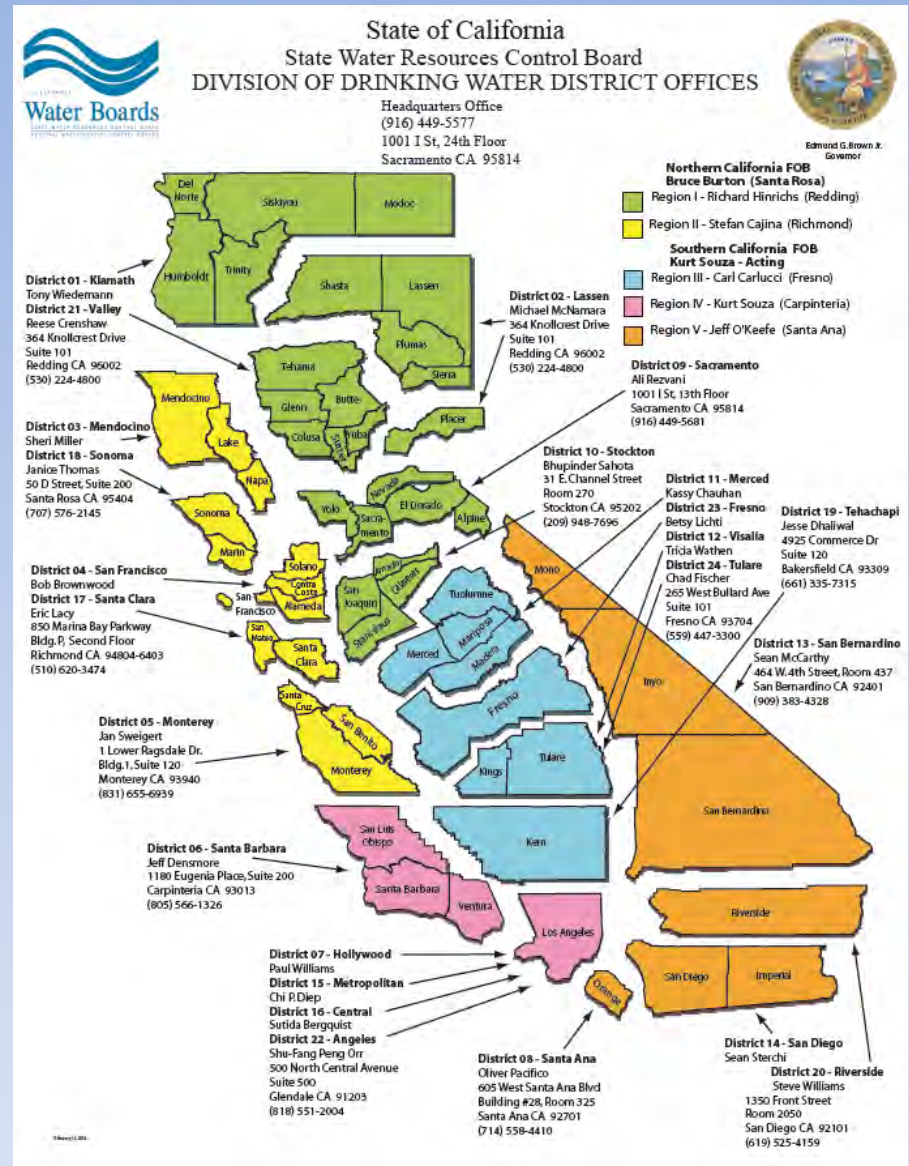 State of California
State Water Resources Control Board
DIVISION OF DRINKING WATER DISTRICT OFFICES
Headquarters Office
(916) 449-5577
1001 I St, 24th Floor
Sacramento CA 95814
Water Boards
Edmund G. Brown Jr.
Governor
Northern California FOB
Bruce Burton (Santa Rosa)
Region I - Richard Hinrichs (Redding)
Region II - Stefan Cajina (Richmond)
Southern California FOB
Kurt Souza - Acting
Region III - Carl Carlucci (Fresno)
Region IV - Kurt Souza (Carpinteria)
Region V - Jeff O'Keefe (Santa Ana)
Del
Norte
Siskiyou
Modoc
Humboldt
Trinity
Shasta
Lassen
Plumas
Sierra
District 01 - Klamath
Tony Wiedemann
District 21 - Valley
Reese Crenshaw
364 Knollcrest Drive
Suite 101
Redding CA 96002
(530) 224-4800
District 02 - Lassen
Michael McNamara
364 Knollcrest Drive
Suite 101
Redding CA 96002
(530) 224-4800
Tehama
Glenn
Butte
Colusa
Sutter
Yuba
Placer
District 09 - Sacramento
Ali Rezvani
1001 I St, 13th Floor
Sacramento CA 95814
(916) 449-5681
Mendocino
Lake
Napa
District 03 - Mendocino
Sheri Miller
District 18 - Sonoma
Janice Thomas
50 D Street, Suite 200
Santa Rosa CA 95404
(707) 576-2145
Sonoma
Marin
Nevada
Yolo
Sacra-
mento
El Dorado
Alpine
District 10 - Stockton
Bhupinder Sahota
31 E. Channel Street
Room 270
Stockton CA 95202
(209) 948-7696
District 11 - Merced
Kassy Chauhan
District 23 - Fresno
Betsy Lichti
District 12 - Visalia
Tricia Wathen
District 24 - Tulare
Chad Fischer
265 West Bullard Ave
Suite 101
Fresno CA 93704
(559) 447-3300
District 19 - Tehachapi
Jesse Dhaliwal
4925 Commerce Dr
Suite 120
Bakersfield CA 93309
(661) 335-7315
District 04 - San Francisco
Bob Brownwood
District 17 - Santa Clara
Eric Lacy
850 Marina Bay Parkway
Bldg. P, Second Floor
Richmond CA 94804-6403
(510) 620-3474
Solano
Contra
Costa
Alameda
San
Francisco
San
Mateo
Santa
Clara
Amador
Calaveras
San
Joaquin
Stanislaus
Tuolumne
Mariposa
Merced
Madera
Mono
Inyo
District 13 - San Bernardino
Sean McCarthy
464 W. 4th Street, Room 437
San Bernardino CA 92401
(909) 383-4328
Santa
Cruz
San Benito
Monterey
District 05 - Monterey
Jan Sweigert
1 Lower Ragsdale Dr.
Bldg. 1, Suite 120
Monterey CA 93940
(831) 655-6939
Fresno
Kings
Tulare
Kern
San Bernardino
San Luis
Obispo
Santa Barbara
Ventura
District 06 - Santa Barbara
Jeff Densmore
1180 Eugenia Place, Suite 200
Carpinteria CA 93013
(805) 566-1326
Los Angeles
Riverside
San Diego
Imperial
Orange
District 07 - Hollywood
Paul Williams
District 15 - Metropolitan
Chi P. Diep
District 16 - Central
Sutida Bergquist
District 22 - Angeles
Shu-Fang Peng Orr
500 North Central Avenue
Suite 500
Glendale CA 91203
(818) 551-2004
District 08 - Santa Ana
Oliver Pacifico
605 West Santa Ana Blvd
Building #28, Room 325
Santa Ana CA 92701
(714) 558-4410
District 14 - San Diego
Sean Sterchi
District 20 - Riverside
Steve Williams
1350 Front Street
Room 2050
San Diego CA 92101
(619) 525-4159